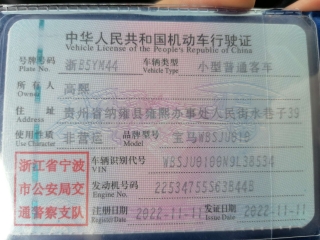 中华人民共和国机动车行驶证
Vehicle License of the People's Republic of China
号牌号码 浙B5YM44 车辆类型 小型普通客车
Plate No. Vehicle Type
所有人 高熙
Owner
住址 贵州省纳雍县雍熙办事处人民街水巷子39
Address
使用性质 非营运 品牌型号 宝马WBSJU010
Use Character Model
浙江省宁波
市公安局交
通警察支队
车辆识别代号
VIN
发动机号码 22534755S63B44B
Engine No.
注册日期 2022-11-11 发证日期 2022-11-11
Register Date Issue Date